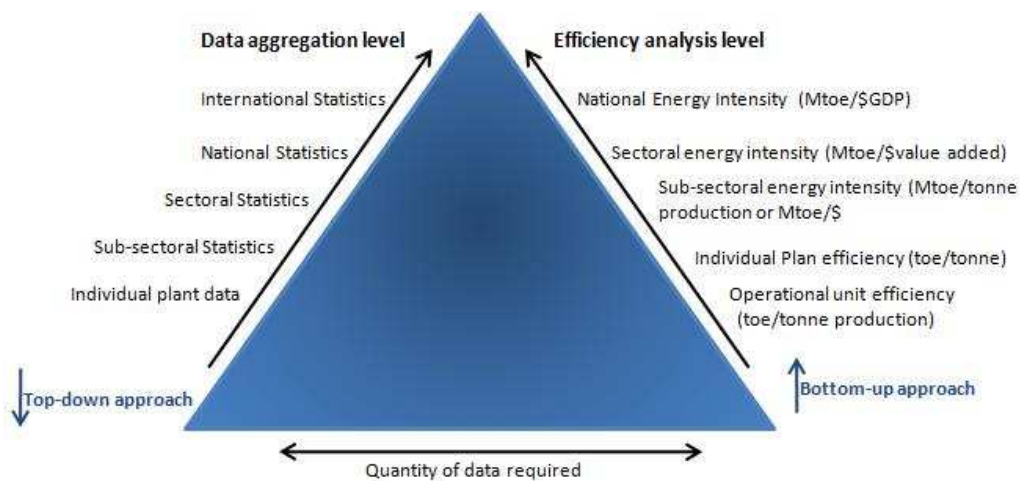 Data aggregation level
Efficiency analysis level
International Statistics
National Energy Intensity (Mtoe/$GDP)
National Statistics
Sectoral energy intensity (Mtoe/$value added)
Sectoral Statistics
Sub-sectoral energy intensity (Mtoe/tonne
production or Mtoe/$
Sub-sectoral Statistics
Individual Plan efficiency (toe/tonne)
Individual plant data
Operational unit efficiency
(toe/tonne production)
Top-down approach
Bottom-up approach
Quantity of data required